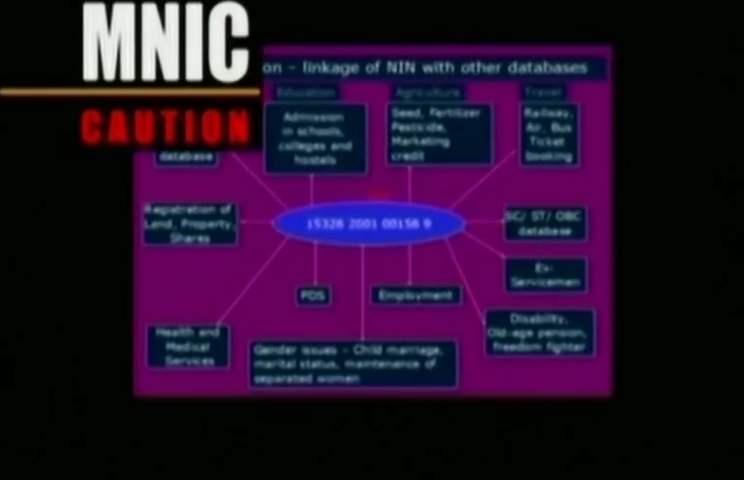 MNIC
CAUTION
on - linkage of NIN with other databases
Education
Agriculture
Travel
Admission
in schools,
colleges and
hostels
Seed, Fertilizer
Pesticide,
Marketing
credit
Railway,
Air, Bus
Ticket
booking
database
Registration of
Land, Property,
Shares
15326 2001 00156 9
SC/ ST/ OBC
database
Ex-
Servicemen
PDS
Employment
Disability,
Old-age pension,
freedom fighter
Health and
Medical
Services
Gender issues - Child marriage,
marital status, maintenance of
separated women